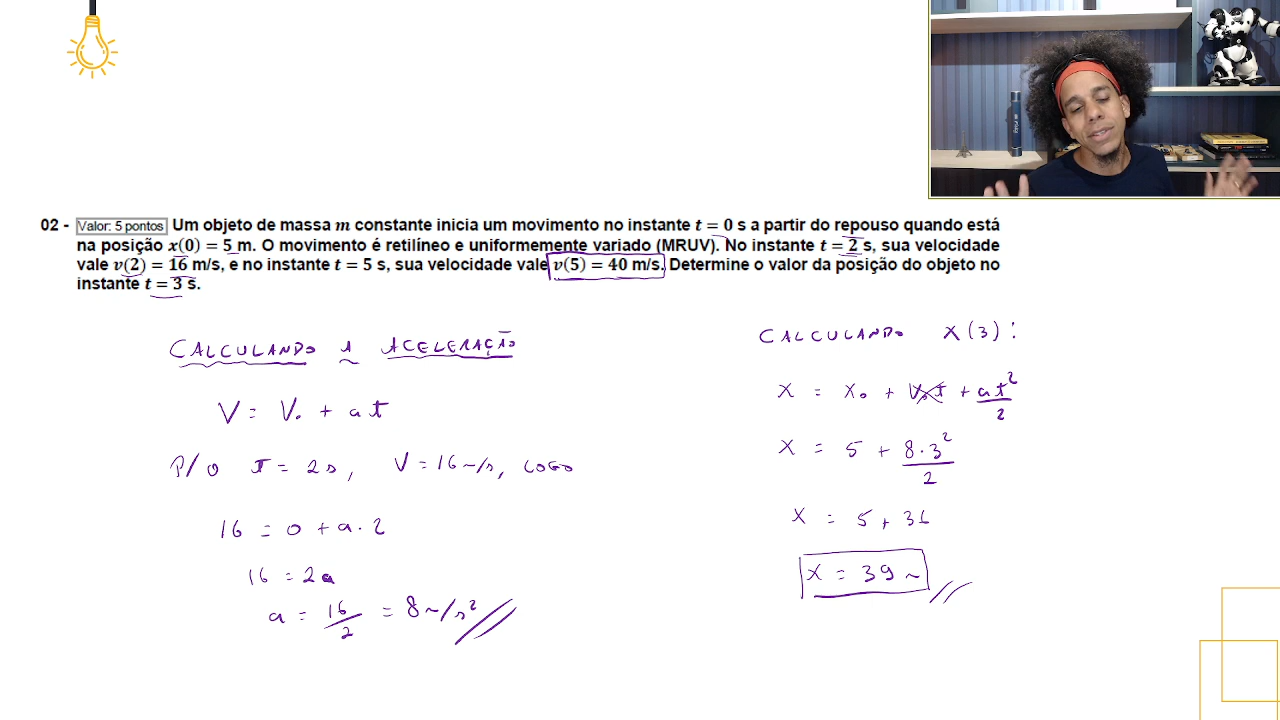 02 - Valor: 5 pontos Um objeto de massa m constante inicia um movimento no instante t = 0 s a partir do repouso quando está
na posição x(0) = 5 m. O movimento é retilíneo e uniformemente variado (MRUV). No instante t = 2 s, sua velocidade
vale v(2) = 16 m/s, e no instante t = 5 s, sua velocidade vale v(5) = 40 m/s. Determine o valor da posição do objeto no
instante t = 3 s.
CALCULANDO A ACELERAÇÃO
V = V₀ + at
P/ O t = 2s, V = 16 m/s, LOGO
16 = 0 + a · 2
16 = 2a
a = 16/2 = 8 m/s²
CALCULANDO X(3):
X = X₀ + V₀t + at²/2
X = 5 + 8·3²/2
X = 5 + 36
X = 39 m